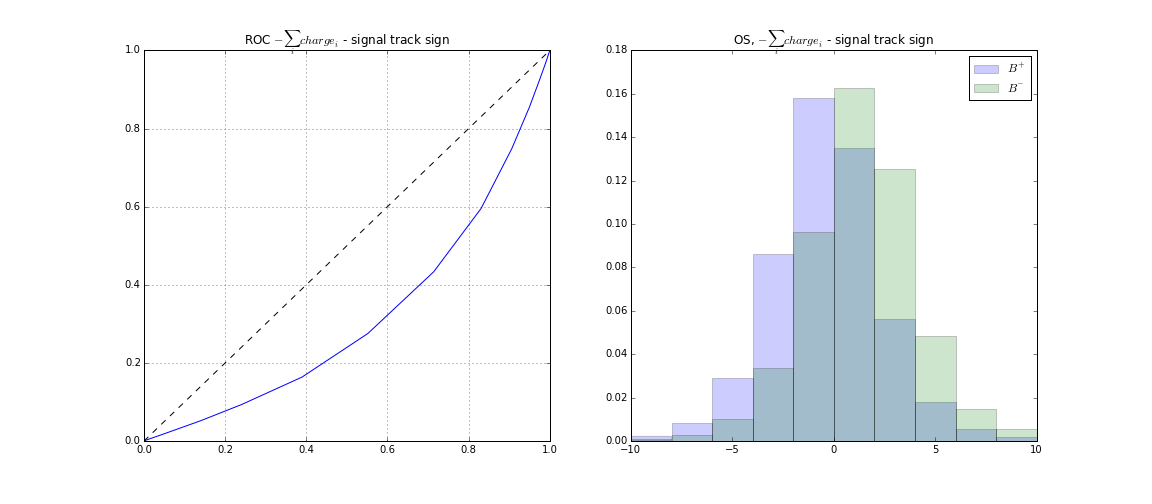 ROC $-\sum charge_i$ - signal track sign
1.0
0.8
0.6
0.4
0.2
0.0
0.0 0.2 0.4 0.6 0.8 1.0
OS, $-\sum charge_i$ - signal track sign
0.18
0.16
0.14
0.12
0.10
0.08
0.06
0.04
0.02
0.00
−10 −5 0 5 10
$B^+$
$B^-$